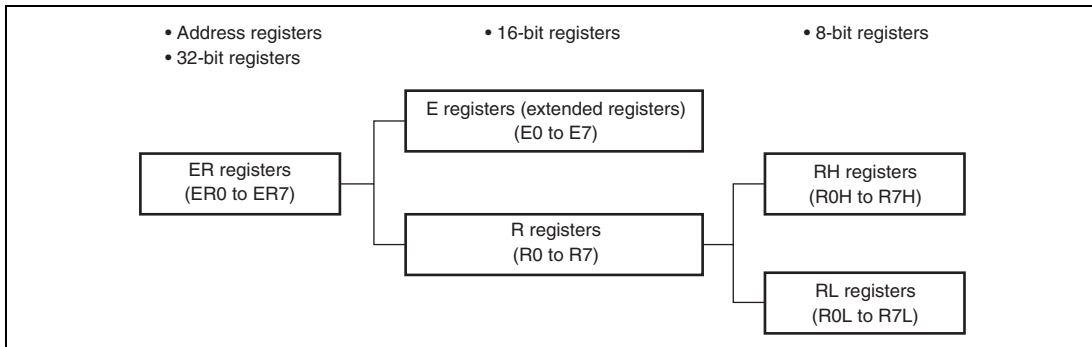 • Address registers
• 32-bit registers
• 16-bit registers
• 8-bit registers
ER registers
(ER0 to ER7)
E registers (extended registers)
(E0 to E7)
R registers
(R0 to R7)
RH registers
(R0H to R7H)
RL registers
(R0L to R7L)